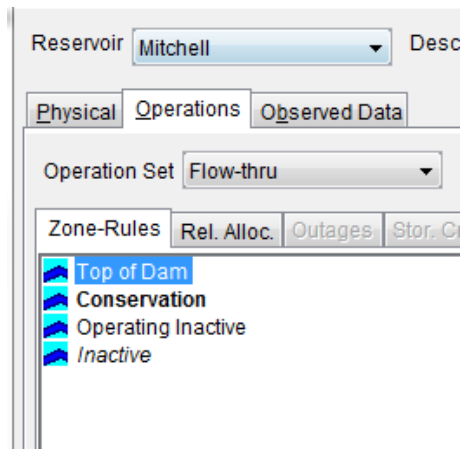 Reservoir Mitchell Desc
Physical Operations Observed Data
Operation Set Flow-thru
Zone-Rules Rel. Alloc. Outages Stor.
Top of Dam
Conservation
Operating Inactive
Inactive